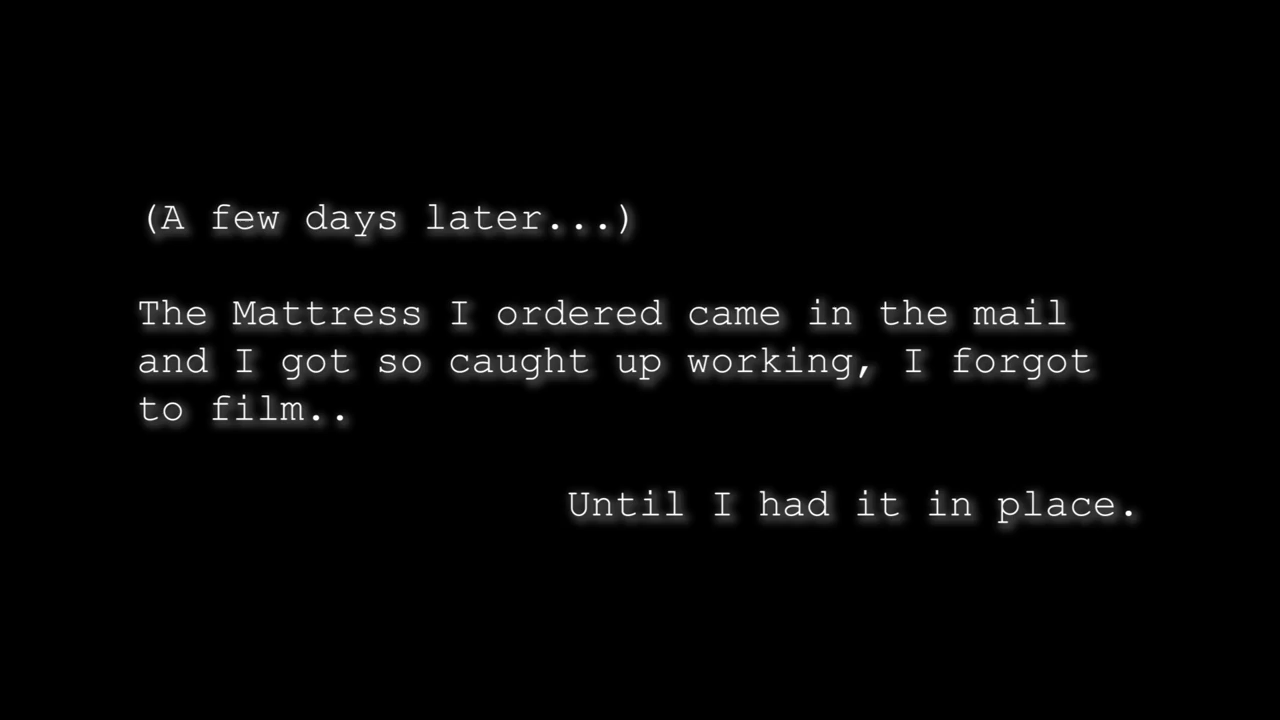 (A few days later...)
The Mattress I ordered came in the mail
and I got so caught up working, I forgot
to film..
Until I had it in place.